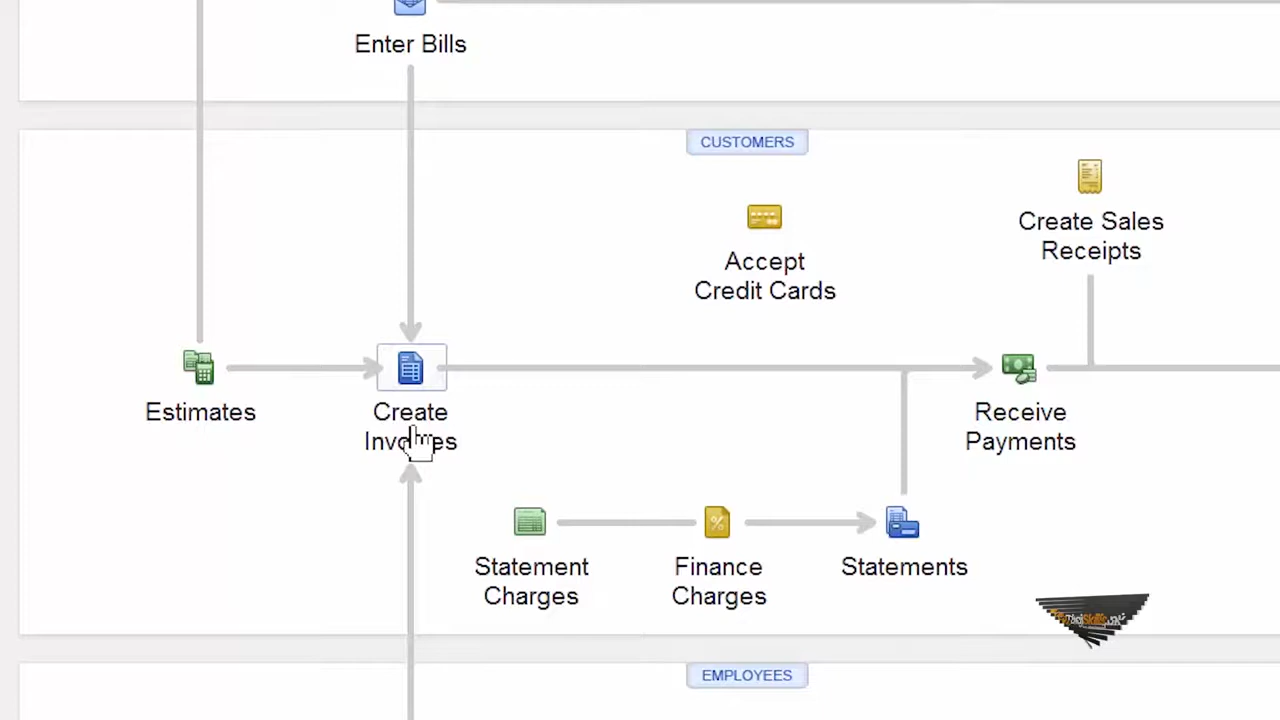 Enter Bills
CUSTOMERS
Create Sales
Receipts
Accept
Credit Cards
Estimates
Create
Invoices
Receive
Payments
Statement
Charges
Finance
Charges
Statements
EMPLOYEES